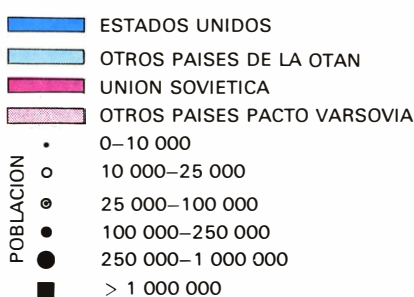 ESTADOS UNIDOS
OTROS PAISES DE LA OTAN
UNION SOVIETICA
OTROS PAISES PACTO VARSOVIA
POBLACION
0–10 000
10 000–25 000
25 000–100 000
100 000–250 000
250 000–1 000 000
> 1 000 000